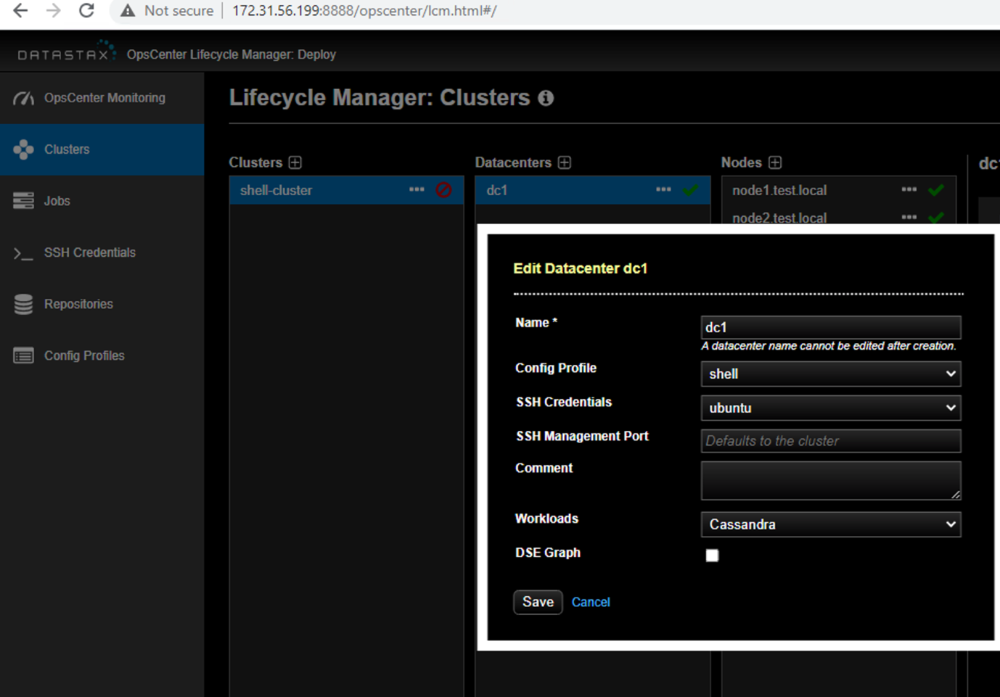 Not secure | 172.31.56.199:8888/opscenter/lcm.html#/
DATASTAX OpsCenter Lifecycle Manager: Deploy
OpsCenter Monitoring
Clusters
Jobs
SSH Credentials
Repositories
Config Profiles
Lifecycle Manager: Clusters
Clusters
shell-cluster
Datacenters
dc1
Nodes
node1.test.local
node2.test.local
dc1
Edit Datacenter dc1
Name * dc1
A datacenter name cannot be edited after creation.
Config Profile shell
SSH Credentials ubuntu
SSH Management Port Defaults to the cluster
Comment
Workloads Cassandra
DSE Graph
Save Cancel